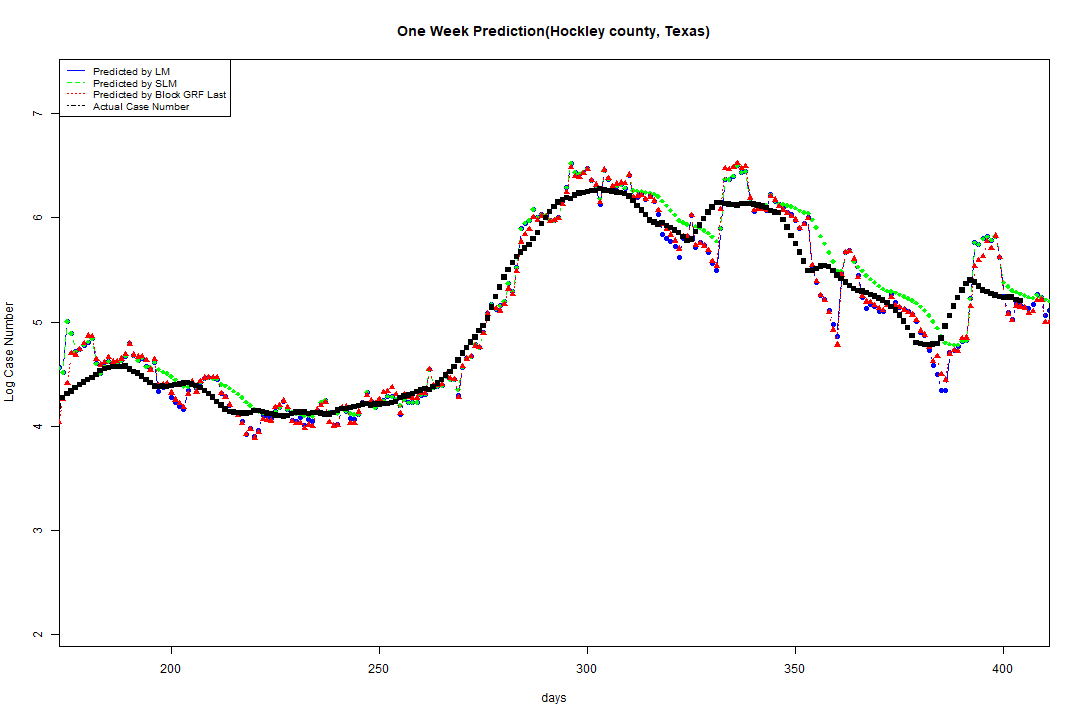 One Week Prediction(Hockley county, Texas)
Predicted by LM
Predicted by SLM
Predicted by Block GRF Last
Actual Case Number
Log Case Number
7
6
5
4
3
2
200 250 300 350 400
days